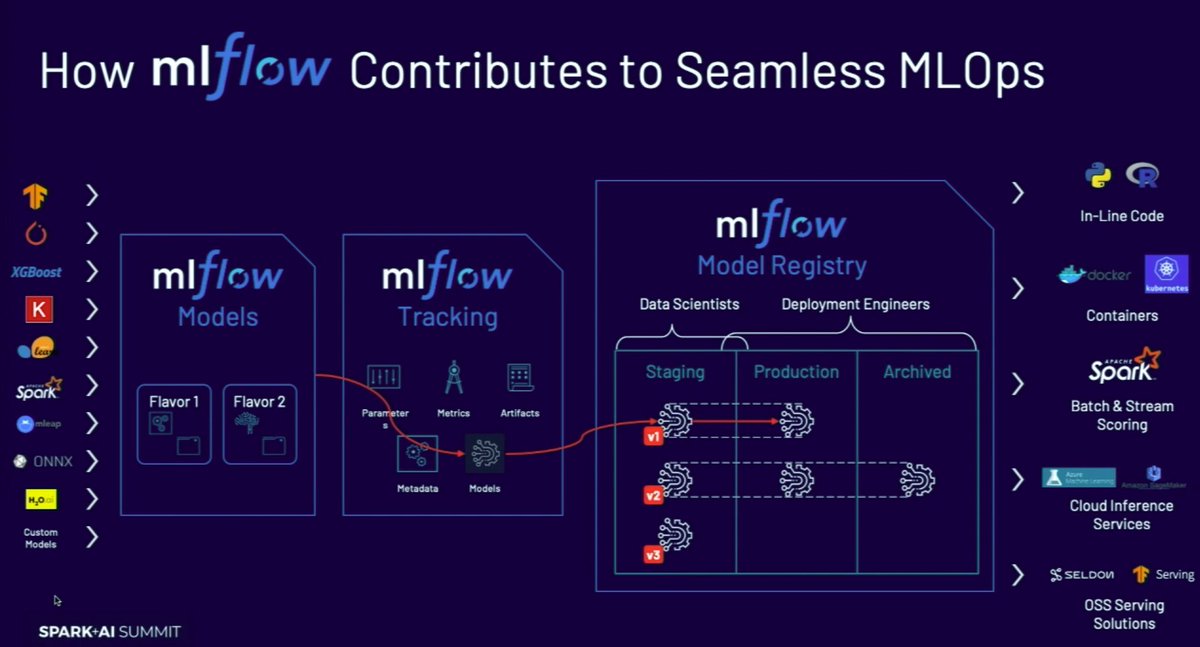 How mlflow Contributes to Seamless MLOps
XGBoost
K
learn
APACHE
Spark
mleap
ONNX
H2O.ai
Custom
Models
mlflow
Models
Flavor 1
Flavor 2
mlflow
Tracking
Parameter
s
Metrics
Artifacts
Metadata
Models
mlflow
Model Registry
Data Scientists
Deployment Engineers
Staging
Production
Archived
v1
v2
v3
R
In-Line Code
docker
kubernetes
Containers
APACHE
Spark
Batch & Stream
Scoring
Azure
Machine Learning
Amazon SageMaker
Cloud Inference
Services
SELDON
Serving
OSS Serving
Solutions
SPARK+AI SUMMIT